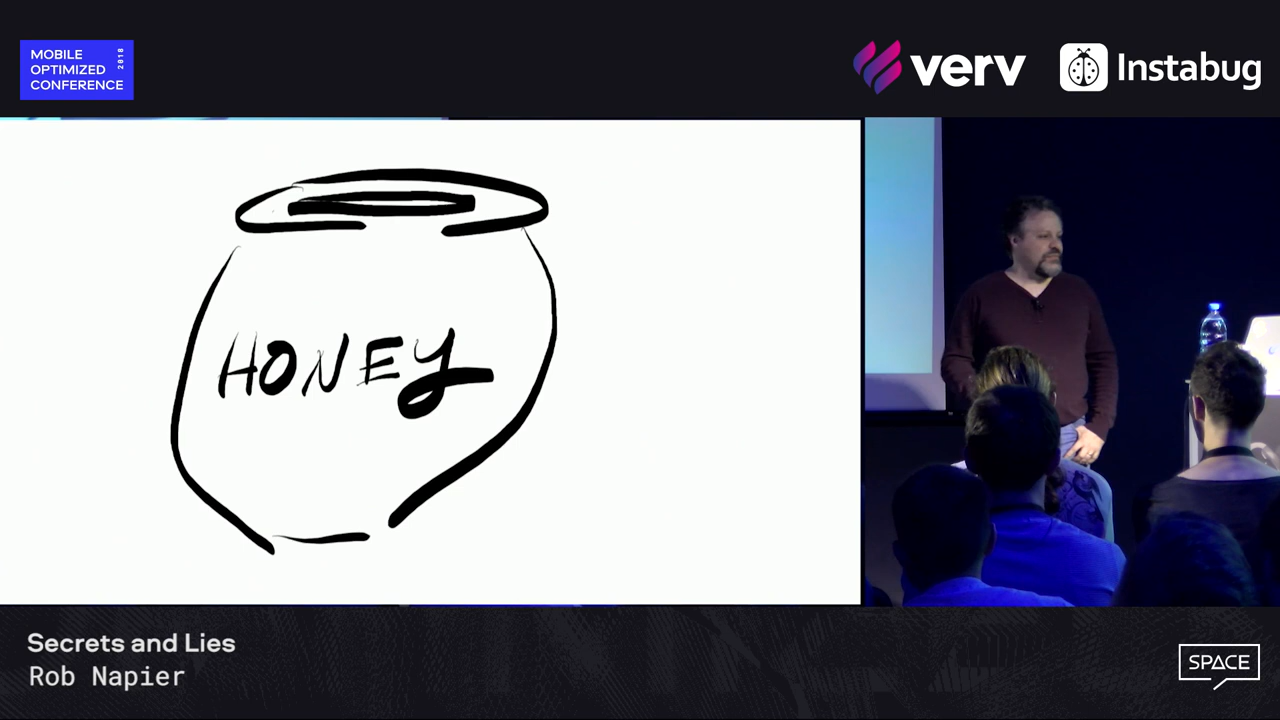 MOBILE
OPTIMIZED
CONFERENCE
2018
verv
Instabug
HONEY
Secrets and Lies
Rob Napier
SPACE